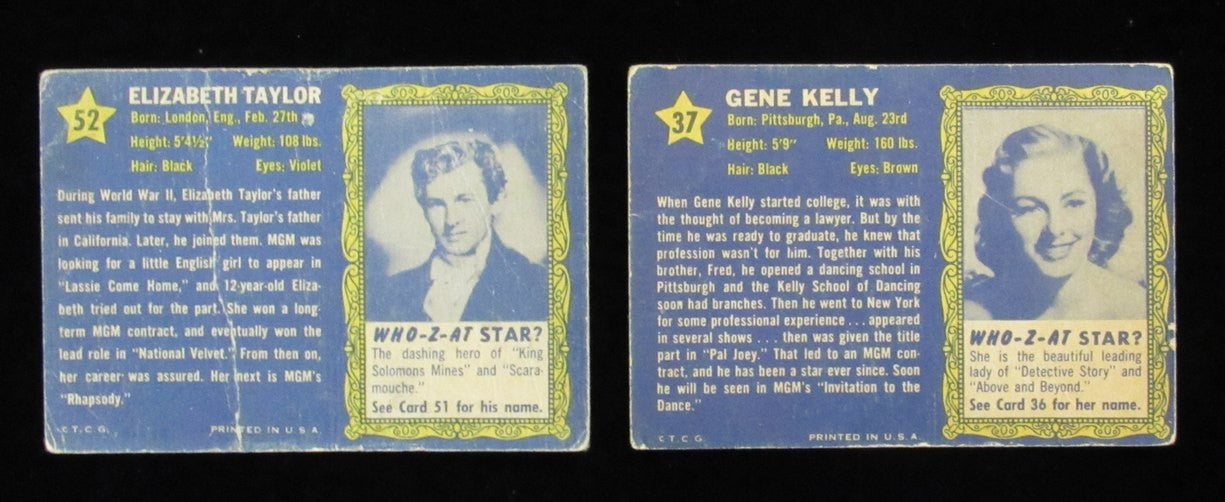 52
ELIZABETH TAYLOR
Born: London, Eng., Feb. 27th
Height: 5'4½" Weight: 108 lbs.
Hair: Black Eyes: Violet
During World War II, Elizabeth Taylor's father
sent his family to stay with Mrs. Taylor's father
in California. Later, he joined them. MGM was
looking for a little English girl to appear in
"Lassie Come Home," and 12-year-old Eliza-
beth tried out for the part. She won a long-
term MGM contract, and eventually won the
lead role in "National Velvet." From then on,
her career was assured. Her next is MGM's
"Rhapsody."
© T.C.G. PRINTED IN U.S.A.
WHO-Z-AT STAR?
The dashing hero of "King
Solomons Mines" and "Scara-
mouche."
See Card 51 for his name.
37
GENE KELLY
Born: Pittsburgh, Pa., Aug. 23rd
Height: 5'9" Weight: 160 lbs.
Hair: Black Eyes: Brown
When Gene Kelly started college, it was with
the thought of becoming a lawyer. But by the
time he was ready to graduate, he knew that
profession wasn't for him. Together with his
brother, Fred, he opened a dancing school in
Pittsburgh and the Kelly School of Dancing
soon had branches. Then he went to New York
for some professional experience . . . appeared
in several shows . . . then was given the title
part in "Pal Joey." That led to an MGM con-
tract, and he has been a star ever since. Soon
he will be seen in MGM's "Invitation to the
Dance."
© T.C.G. PRINTED IN U.S.A.
WHO-Z-AT STAR?
She is the beautiful leading
lady of "Detective Story" and
"Above and Beyond."
See Card 36 for her name.